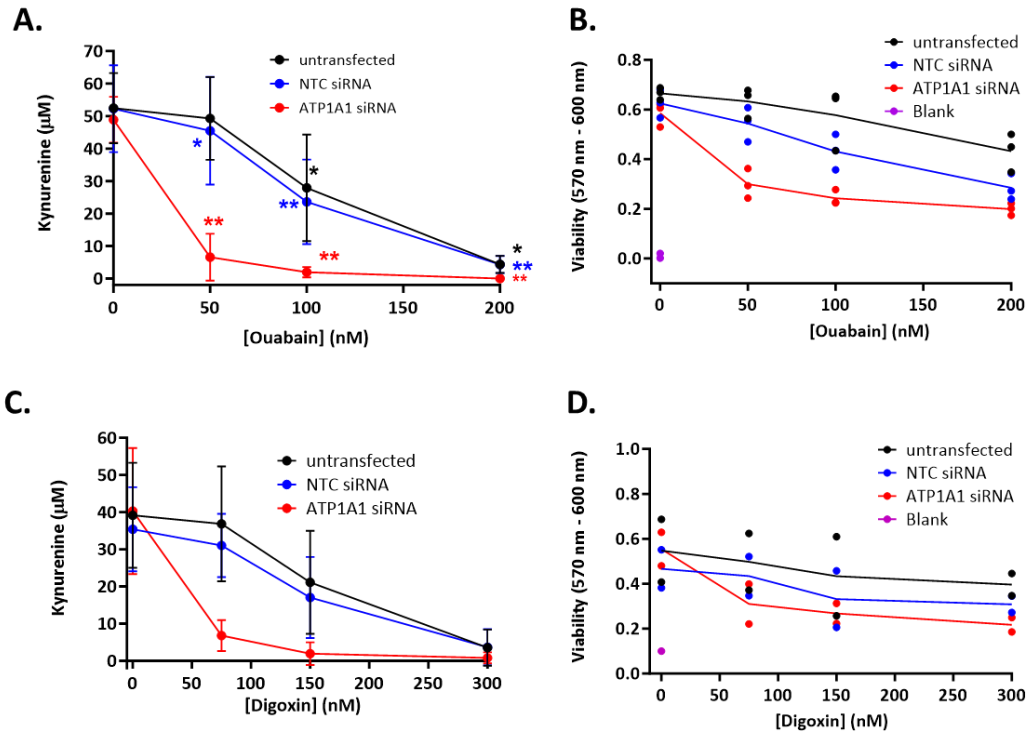 A.
untransfected
NTC siRNA
ATP1A1 siRNA
70
60
50
40
30
20
10
0
Kynurenine (μM)
*
**
**
*
**
*
**
**
0 50 100 150 200
[Ouabain] (nM)
B.
untransfected
NTC siRNA
ATP1A1 siRNA
Blank
0.8
0.6
0.4
0.2
0.0
Viability (570 nm - 600 nm)
0 50 100 150 200
[Ouabain] (nM)
C.
untransfected
NTC siRNA
ATP1A1 siRNA
60
50
40
30
20
10
0
Kynurenine (μM)
0 50 100 150 200 250 300
[Digoxin] (nM)
D.
untransfected
NTC siRNA
ATP1A1 siRNA
Blank
1.0
0.8
0.6
0.4
0.2
0.0
Viability (570 nm - 600 nm)
0 50 100 150 200 250 300
[Digoxin] (nM)